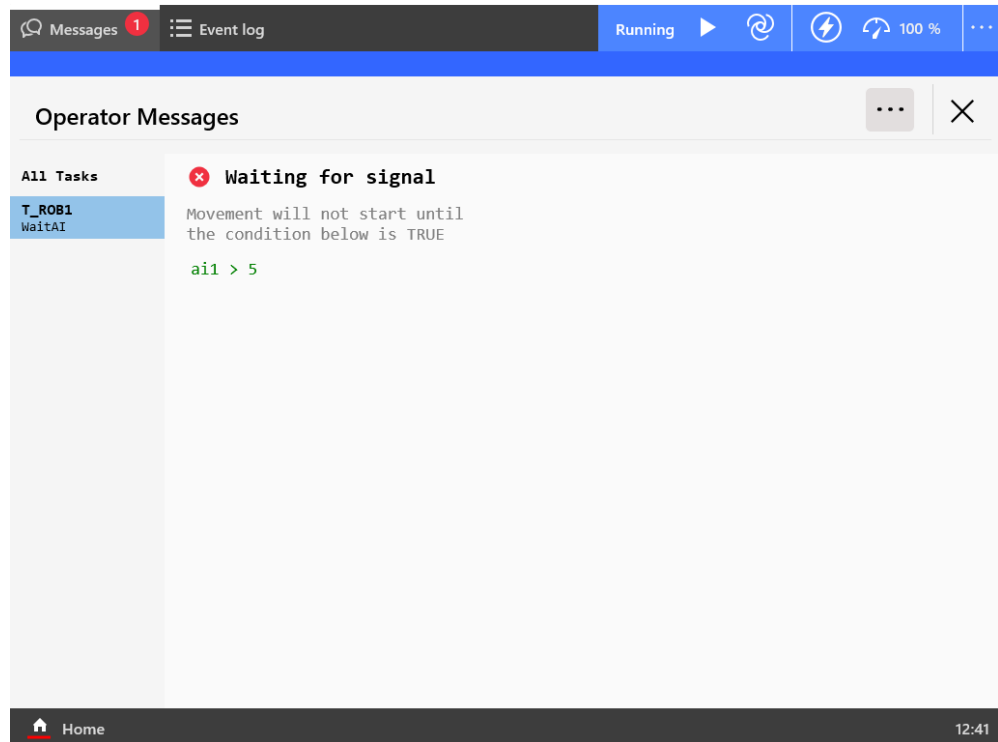 Messages 1 Event log Running 100 %
Operator Messages
All Tasks
T_ROB1
WaitAI
Waiting for signal
Movement will not start until
the condition below is TRUE
ai1 > 5
Home 12:41